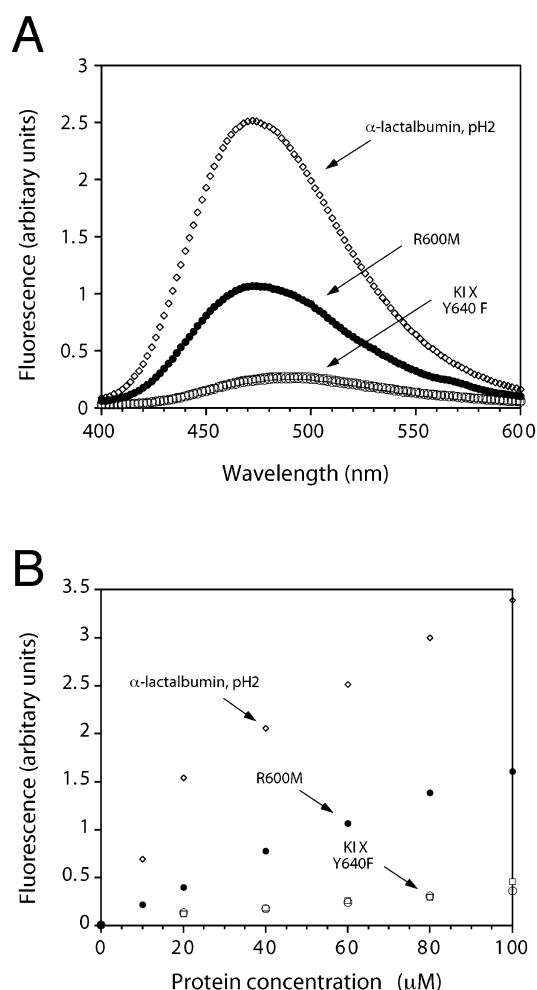 A
Fluorescence (arbitary units)
3
2.5
2
1.5
1
0.5
0
α-lactalbumin, pH2
R600M
KI X
Y640 F
400 450 500 550 600
Wavelength (nm)
B
Fluorescence (arbitary units)
3.5
3
2.5
2
1.5
1
0.5
0
α-lactalbumin, pH2
R600M
KI X
Y640F
0 20 40 60 80 100
Protein concentration (μM)